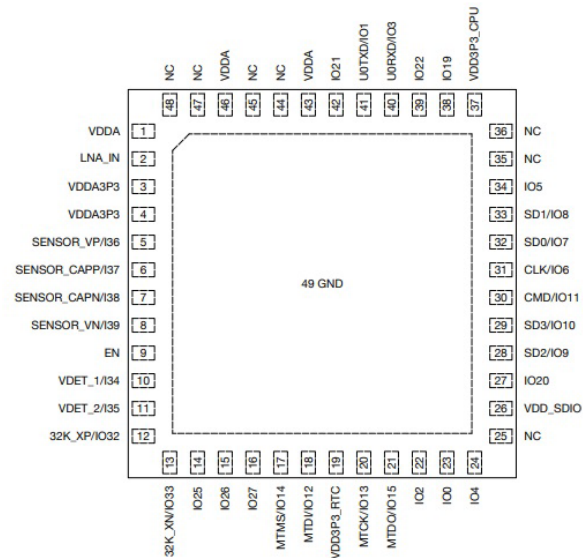 NC
NC
VDDA
NC
NC
VDDA
IO21
U0TXD/IO1
U0RXD/IO3
IO22
IO19
VDD3P3_CPU
48
47
46
45
44
43
42
41
40
39
38
37
VDDA 1
LNA_IN 2
VDDA3P3 3
VDDA3P3 4
SENSOR_VP/I36 5
SENSOR_CAPP/I37 6
SENSOR_CAPN/I38 7
SENSOR_VN/I39 8
EN 9
VDET_1/I34 10
VDET_2/I35 11
32K_XP/IO32 12
49 GND
36 NC
35 NC
34 IO5
33 SD1/IO8
32 SD0/IO7
31 CLK/IO6
30 CMD/IO11
29 SD3/IO10
28 SD2/IO9
27 IO20
26 VDD_SDIO
25 NC
13
14
15
16
17
18
19
20
21
22
23
24
32K_XN/IO33
IO25
IO26
IO27
MTMS/IO14
MTDI/IO12
VDD3P3_RTC
MTCK/IO13
MTDO/IO15
IO2
IO0
IO4